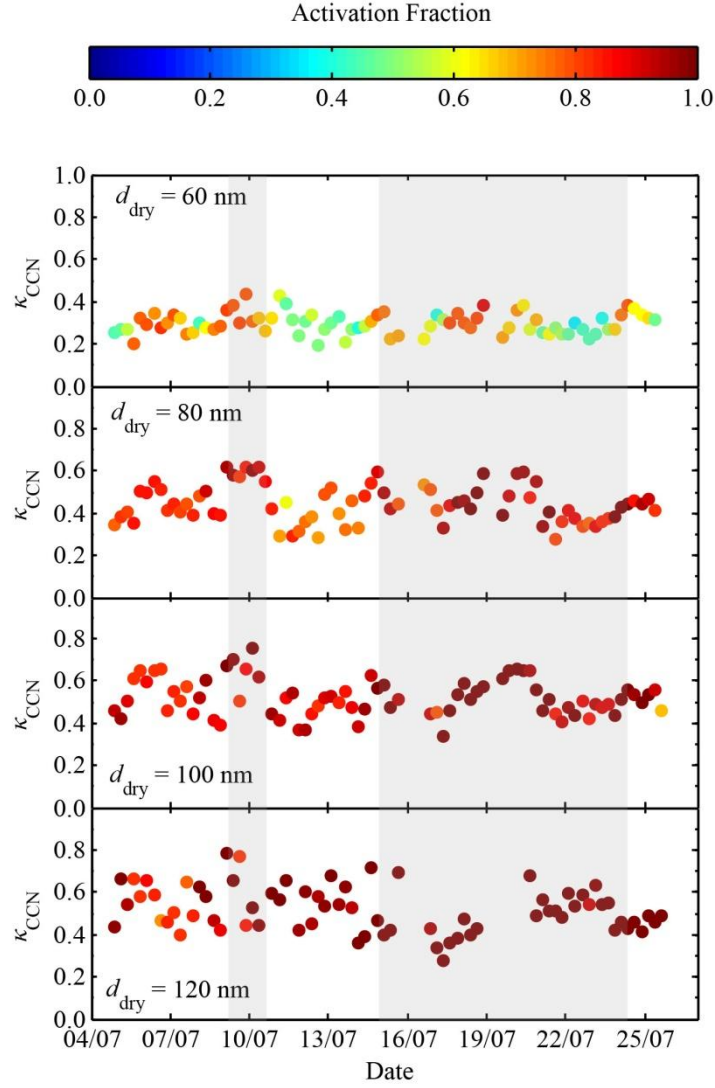 Activation Fraction
0.0 0.2 0.4 0.6 0.8 1.0
1.0
d_dry = 60 nm
0.8
0.6
κ_CCN
0.4
0.2
0.0
d_dry = 80 nm
0.8
0.6
κ_CCN
0.4
0.2
0.0
0.8
0.6
κ_CCN
0.4
0.2
d_dry = 100 nm
0.0
0.8
0.6
κ_CCN
0.4
0.2
d_dry = 120 nm
0.0
04/07 07/07 10/07 13/07 16/07 19/07 22/07 25/07
Date